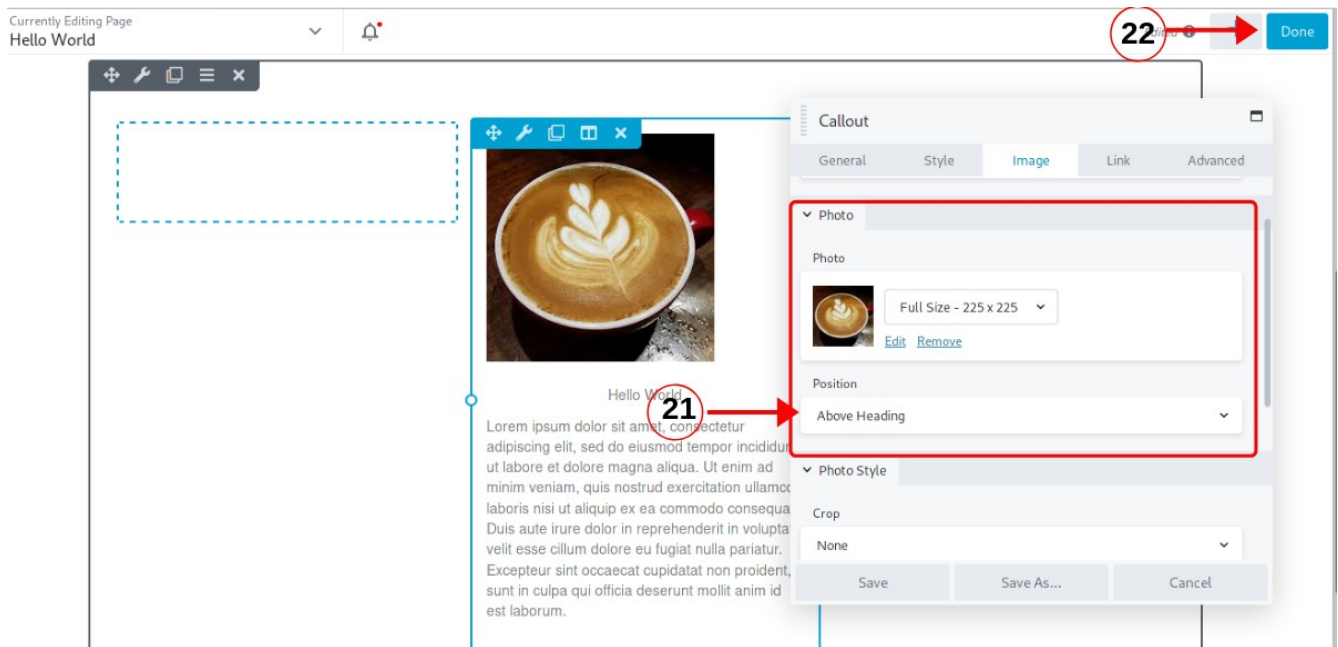 Currently Editing Page
Hello World
22
Edited
Done
Callout
General Style Image Link Advanced
Photo
Photo
Full Size - 225 x 225
Edit Remove
Position
Above Heading
21
Photo Style
Crop
None
Save Save As... Cancel
Hello World
Lorem ipsum dolor sit amet, consectetur
adipiscing elit, sed do eiusmod tempor incididu
ut labore et dolore magna aliqua. Ut enim ad
minim veniam, quis nostrud exercitation ullamco
laboris nisi ut aliquip ex ea commodo consequa
Duis aute irure dolor in reprehenderit in volupta
velit esse cillum dolore eu fugiat nulla pariatur.
Excepteur sint occaecat cupidatat non proident,
sunt in culpa qui officia deserunt mollit anim id
est laborum.